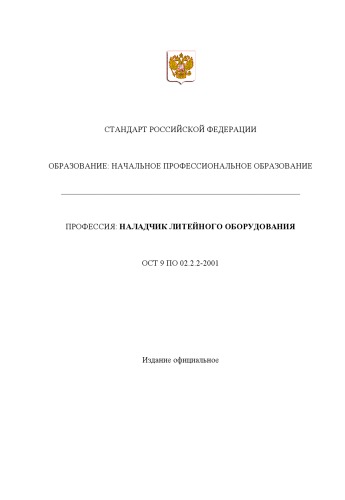 СТАНДАРТ РОССИЙСКОЙ ФЕДЕРАЦИИ
ОБРАЗОВАНИЕ: НАЧАЛЬНОЕ ПРОФЕССИОНАЛЬНОЕ ОБРАЗОВАНИЕ
ПРОФЕССИЯ: НАЛАДЧИК ЛИТЕЙНОГО ОБОРУДОВАНИЯ
ОСТ 9 ПО 02.2.2-2001
Издание официальное